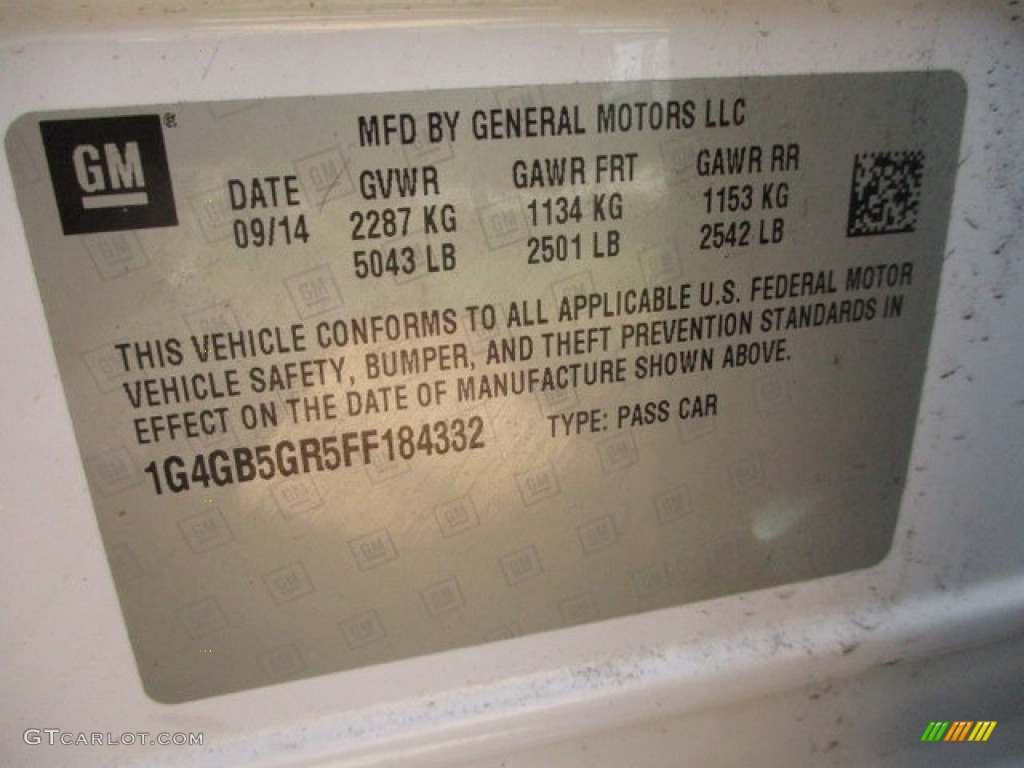 GM®
MFD BY GENERAL MOTORS LLC
DATE GVWR GAWR FRT GAWR RR
09/14 2287 KG 1134 KG 1153 KG
5043 LB 2501 LB 2542 LB
THIS VEHICLE CONFORMS TO ALL APPLICABLE U.S. FEDERAL MOTOR
VEHICLE SAFETY, BUMPER, AND THEFT PREVENTION STANDARDS IN
EFFECT ON THE DATE OF MANUFACTURE SHOWN ABOVE.
1G4GB5GR5FF184332 TYPE: PASS CAR
GTCARLOT.COM